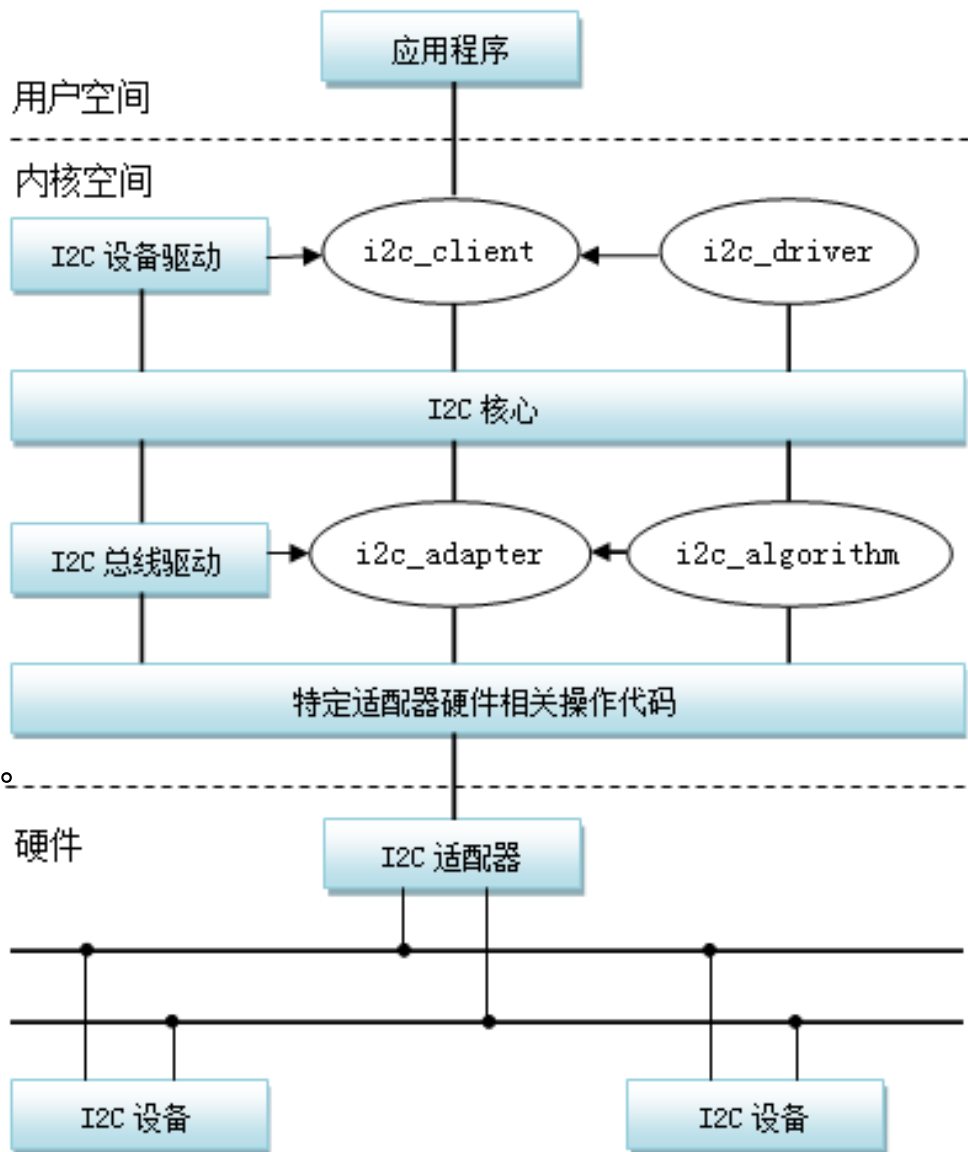 应用程序
用户空间
内核空间
I2C 设备驱动
i2c_client
i2c_driver
I2C 核心
I2C 总线驱动
i2c_adapter
i2c_algorithm
特定适配器硬件相关操作代码
。
硬件
I2C 适配器
I2C 设备
I2C 设备